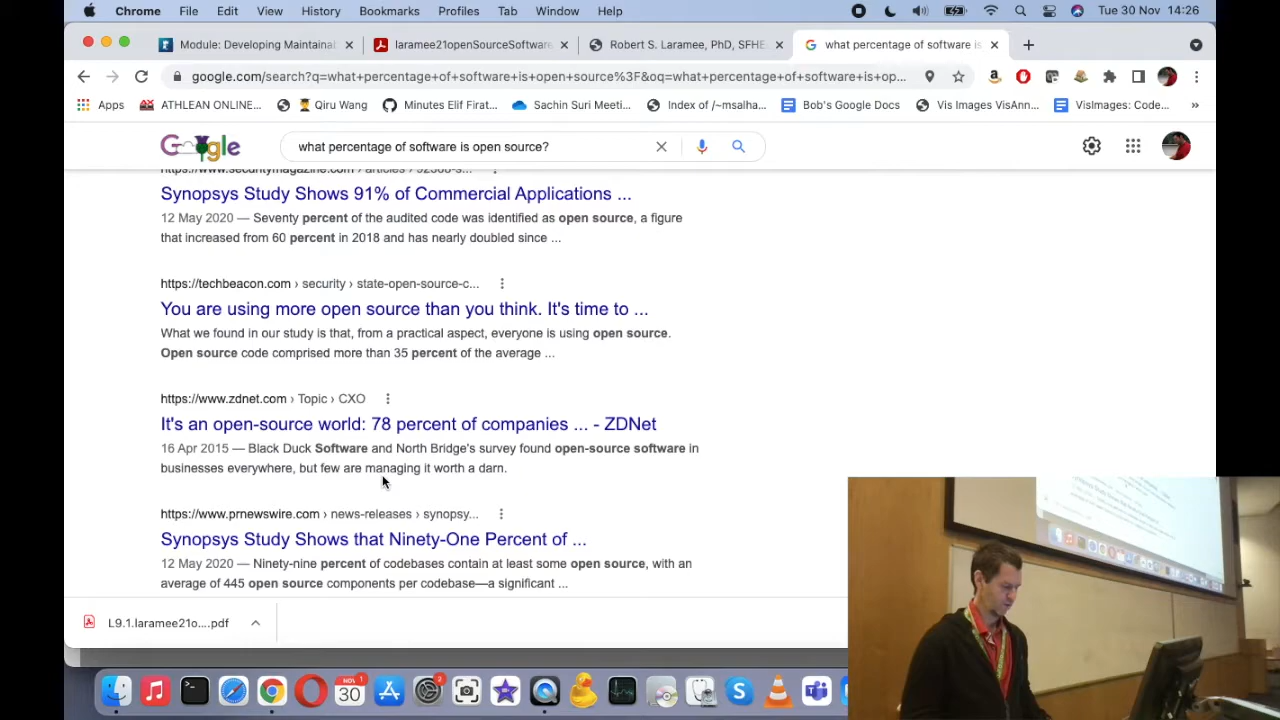 Chrome File Edit View History Bookmarks Profiles Tab Window Help Tue 30 Nov 14:26
Module: Developing Maintainal laramee21openSourceSoftware. Robert S. Laramee, PhD, SFHE what percentage of software is
google.com/search?q=what+percentage+of+software+is+open+source%3F&oq=what+percentage+of+software+is+op...
Apps ATHLEAN ONLINE... Qiru Wang Minutes Elif Firat... Sachin Suri Meeti... Index of /~msalha... Bob's Google Docs Vis Images VisAnn... VisImages: Code... »
Google what percentage of software is open source?
https://www.securitymagazine.com › articles › 92368-s...
Synopsys Study Shows 91% of Commercial Applications ...
12 May 2020 — Seventy percent of the audited code was identified as open source, a figure
that increased from 60 percent in 2018 and has nearly doubled since ...
https://techbeacon.com › security › state-open-source-c...
You are using more open source than you think. It's time to ...
What we found in our study is that, from a practical aspect, everyone is using open source.
Open source code comprised more than 35 percent of the average ...
https://www.zdnet.com › Topic › CXO
It's an open-source world: 78 percent of companies ... - ZDNet
16 Apr 2015 — Black Duck Software and North Bridge's survey found open-source software in
businesses everywhere, but few are managing it worth a darn.
https://www.prnewswire.com › news-releases › synopsy...
Synopsys Study Shows that Ninety-One Percent of ...
12 May 2020 — Ninety-nine percent of codebases contain at least some open source, with an
average of 445 open source components per codebase—a significant ...
L9.1.laramee21o....pdf
NOV 1
30 2